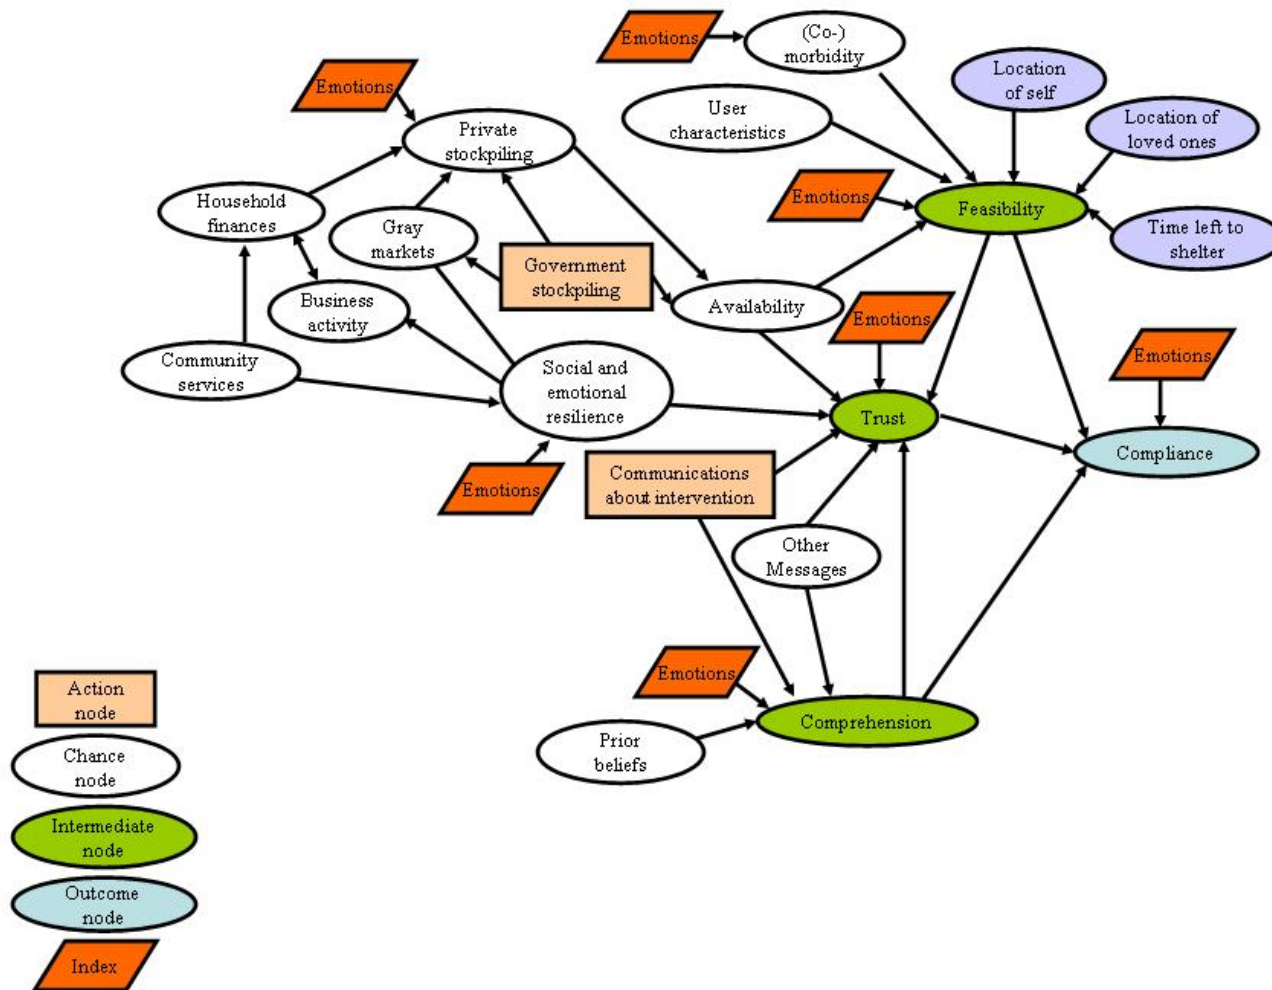 Emotions
(Co-)
morbidity
Location
of self
Emotions
User
characteristics
Location of
loved ones
Private
stockpiling
Emotions
Household
finances
Feasibility
Gray
markets
Time left to
shelter
Government
stockpiling
Business
activity
Availability
Emotions
Emotions
Community
services
Social and
emotional
resilience
Trust
Compliance
Emotions
Communications
about intervention
Other
Messages
Emotions
Comprehension
Prior
beliefs
Action
node
Chance
node
Intermediate
node
Outcome
node
Index